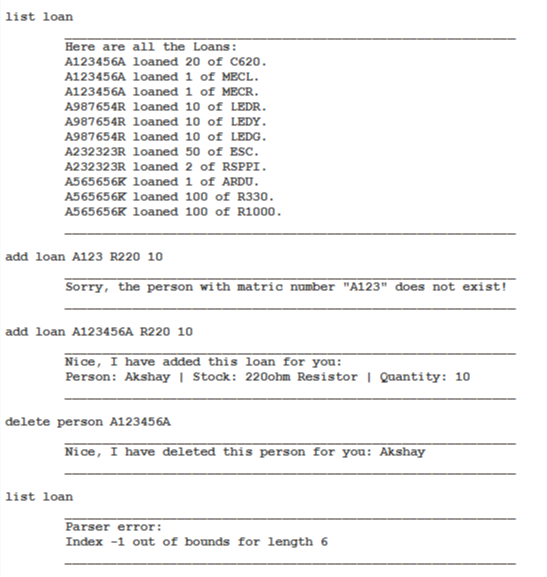 list loan
Here are all the Loans:
A123456A loaned 20 of C620.
A123456A loaned 1 of MECL.
A123456A loaned 1 of MECR.
A987654R loaned 10 of LEDR.
A987654R loaned 10 of LEDY.
A987654R loaned 10 of LEDG.
A232323R loaned 50 of ESC.
A232323R loaned 2 of RSPPI.
A565656K loaned 1 of ARDU.
A565656K loaned 100 of R330.
A565656K loaned 100 of R1000.
add loan A123 R220 10
Sorry, the person with matric number "A123" does not exist!
add loan A123456A R220 10
Nice, I have added this loan for you:
Person: Akshay | Stock: 220ohm Resistor | Quantity: 10
delete person A123456A
Nice, I have deleted this person for you: Akshay
list loan
Parser error:
Index -1 out of bounds for length 6